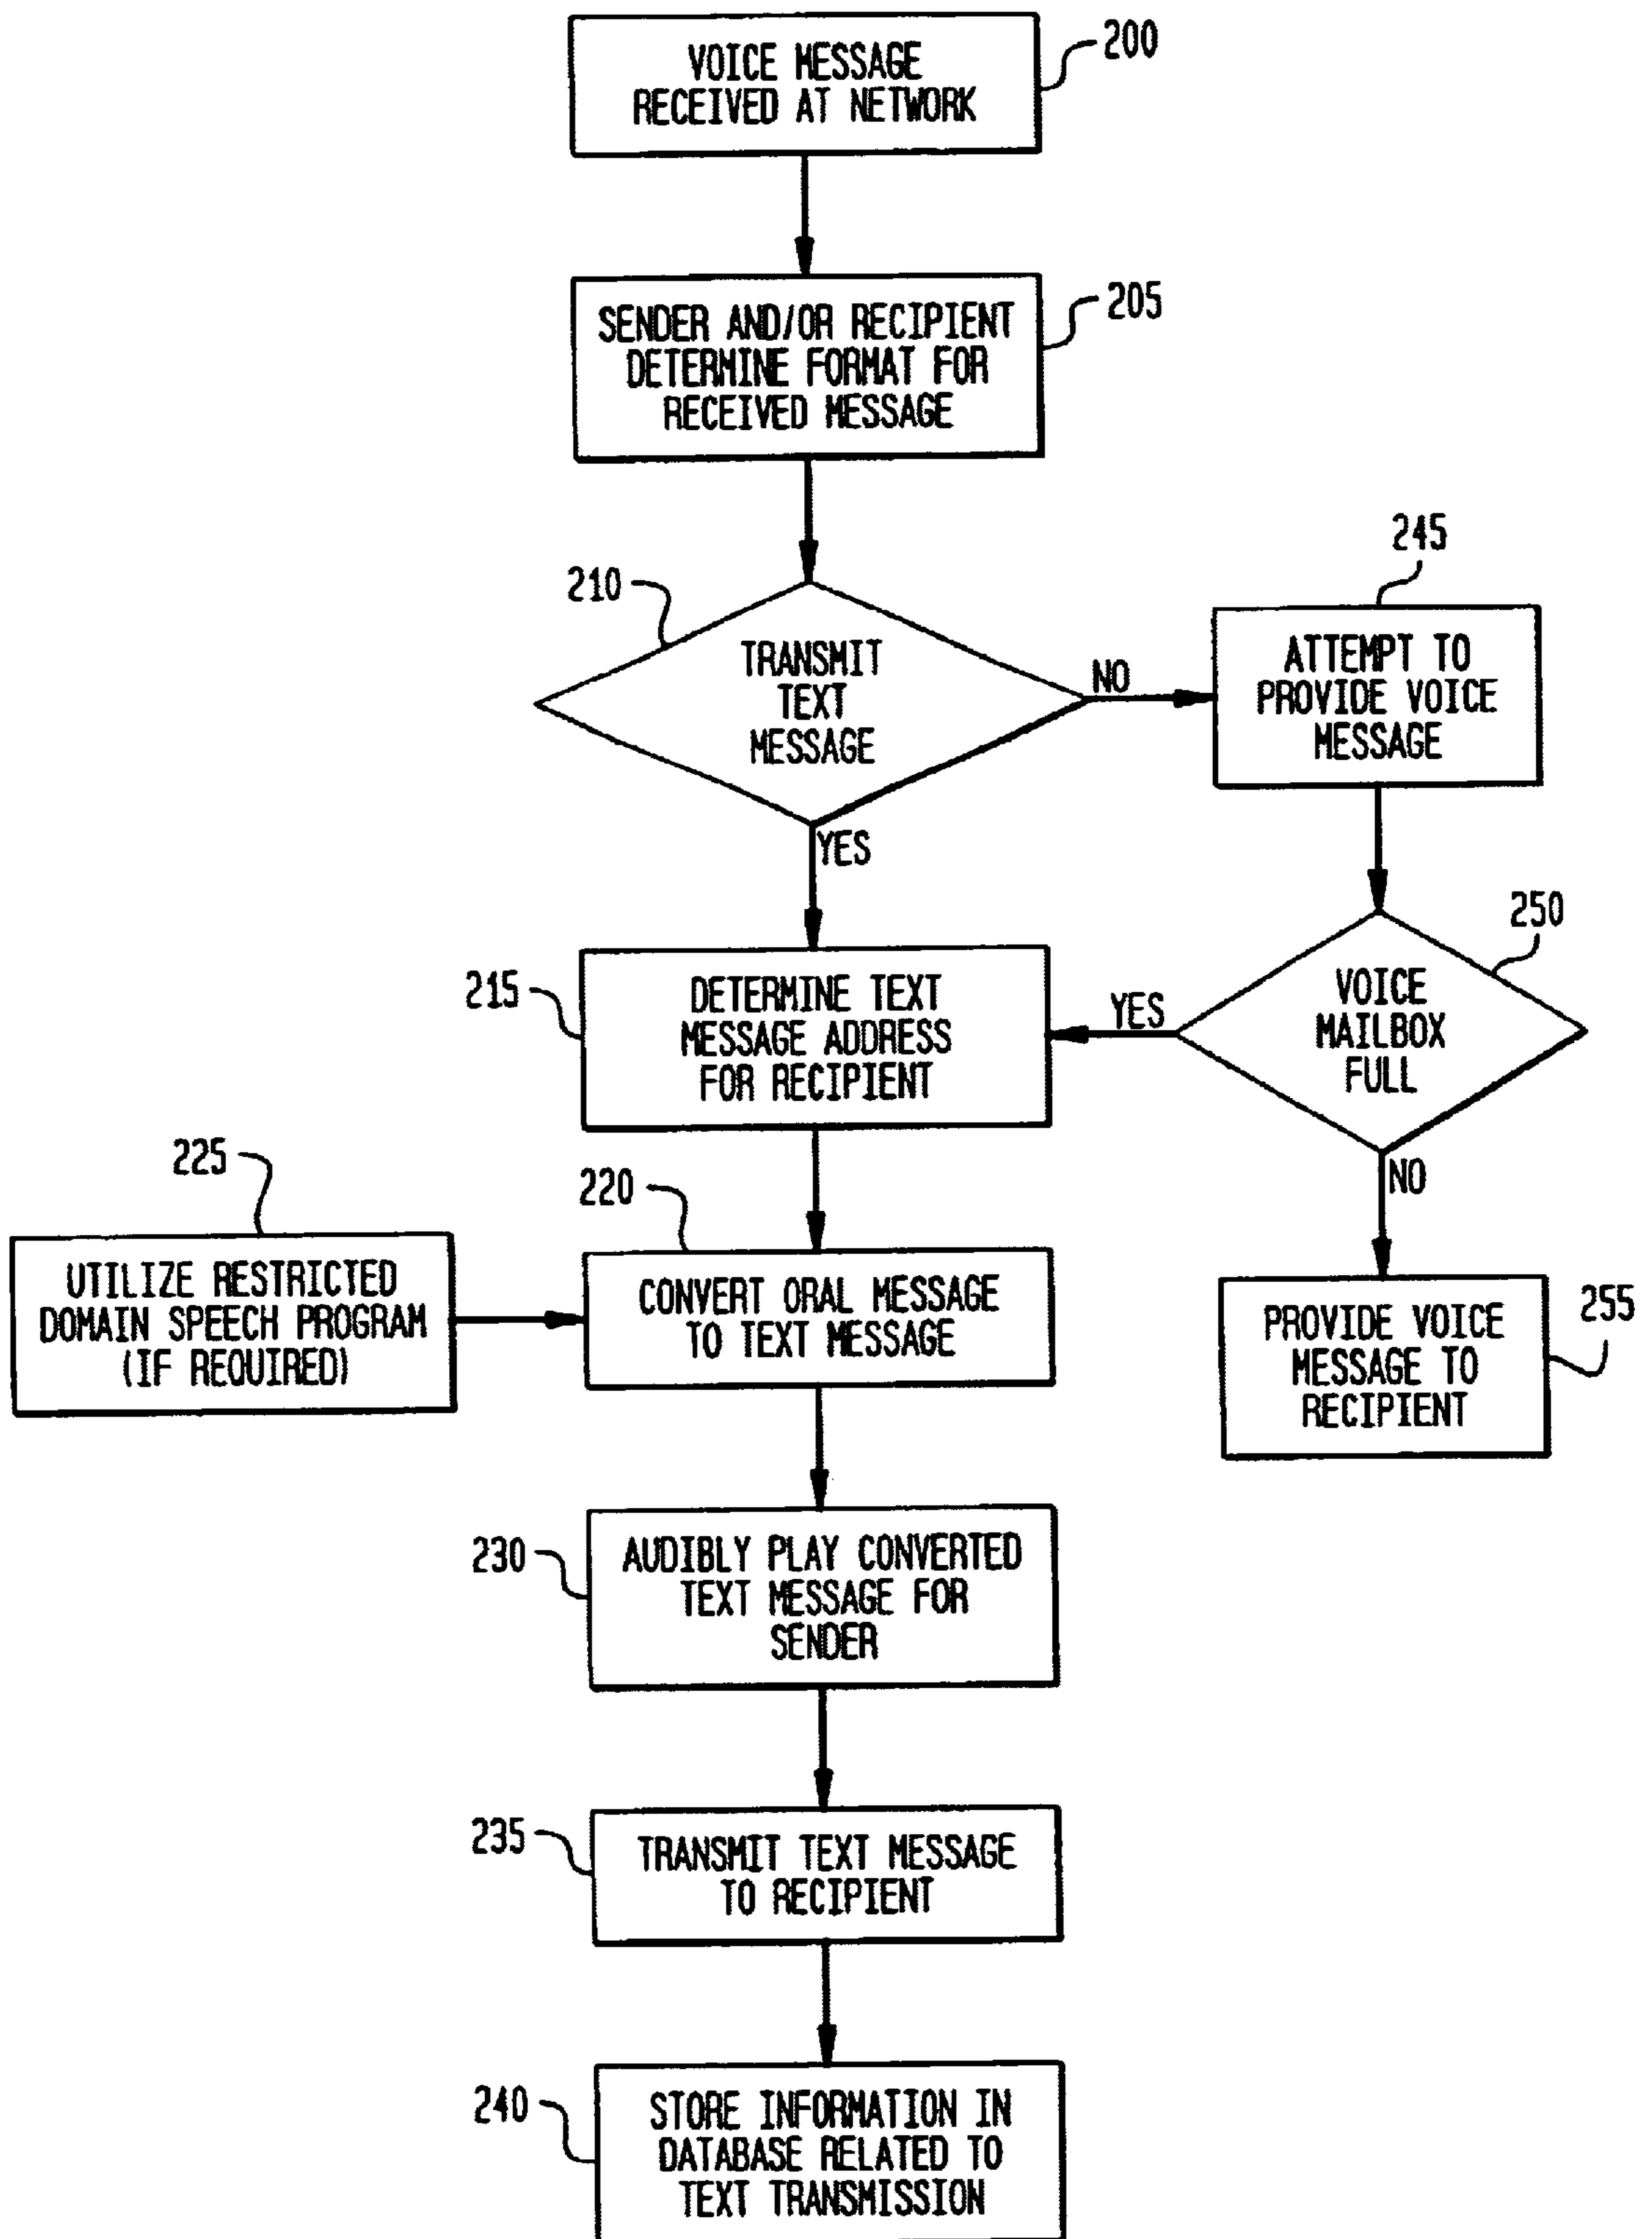 VOICE MESSAGE
RECEIVED AT NETWORK
200
SENDER AND/OR RECIPIENT
DETERMINE FORMAT FOR
RECEIVED MESSAGE
205
210
TRANSMIT
TEXT
MESSAGE
NO
YES
245
ATTEMPT TO
PROVIDE VOICE
MESSAGE
250
VOICE
MAILBOX
FULL
YES
NO
215
DETERMINE TEXT
MESSAGE ADDRESS
FOR RECIPIENT
225
UTILIZE RESTRICTED
DOMAIN SPEECH PROGRAM
(IF REQUIRED)
220
CONVERT ORAL MESSAGE
TO TEXT MESSAGE
255
PROVIDE VOICE
MESSAGE TO
RECIPIENT
230
AUDIBLY PLAY CONVERTED
TEXT MESSAGE FOR
SENDER
235
TRANSMIT TEXT MESSAGE
TO RECIPIENT
240
STORE INFORMATION IN
DATABASE RELATED TO
TEXT TRANSMISSION